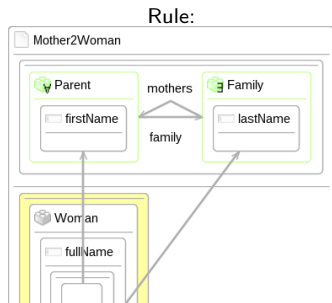 Rule:
Mother2Woman
∀ Parent
∃ Family
mothers
firstName
lastName
family
Woman
fullName